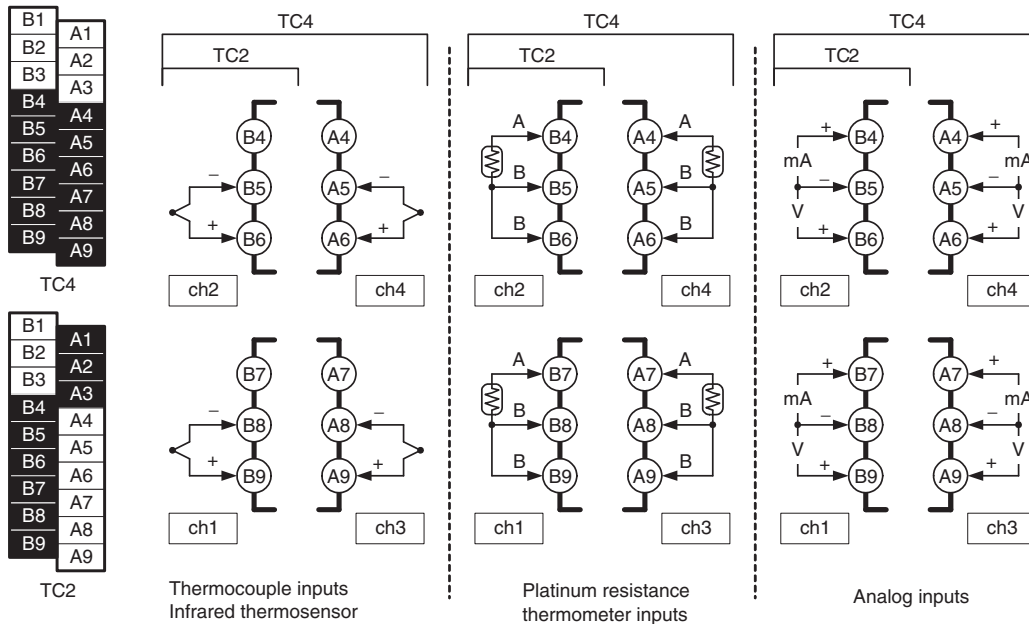 B1
A1
B2
A2
B3
A3
B4
A4
B5
A5
B6
A6
B7
A7
B8
A8
B9
A9
TC4
B1
A1
B2
A2
B3
A3
B4
A4
B5
A5
B6
A6
B7
A7
B8
A8
B9
A9
TC2
TC4
TC2
B4 A4
− B5 A5 −
+ B6 A6 +
ch2 ch4
B7 A7
− B8 A8 −
+ B9 A9 +
ch1 ch3
Thermocouple inputs
Infrared thermosensor
TC4
TC2
A B4 A4 A
B B5 A5 B
B B6 A6 B
ch2 ch4
A B7 A7 A
B B8 A8 B
B B9 A9 B
ch1 ch3
Platinum resistance
thermometer inputs
TC4
TC2
+ B4 A4 +
mA mA
− B5 A5 −
V V
+ B6 A6 +
ch2 ch4
+ B7 A7 +
mA mA
− B8 A8 −
V V
+ B9 A9 +
ch1 ch3
Analog inputs